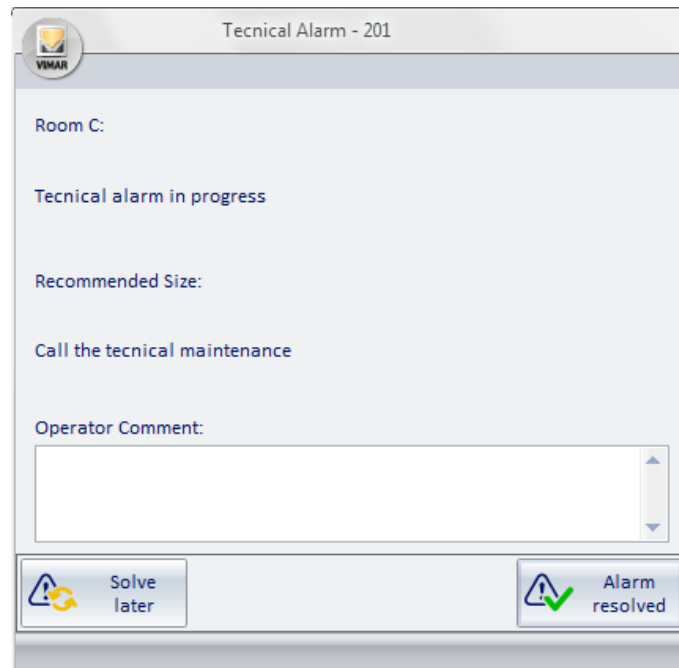 Tecnical Alarm - 201
VIMAR
Room C:
Tecnical alarm in progress
Recommended Size:
Call the tecnical maintenance
Operator Comment:
Solve
later
Alarm
resolved